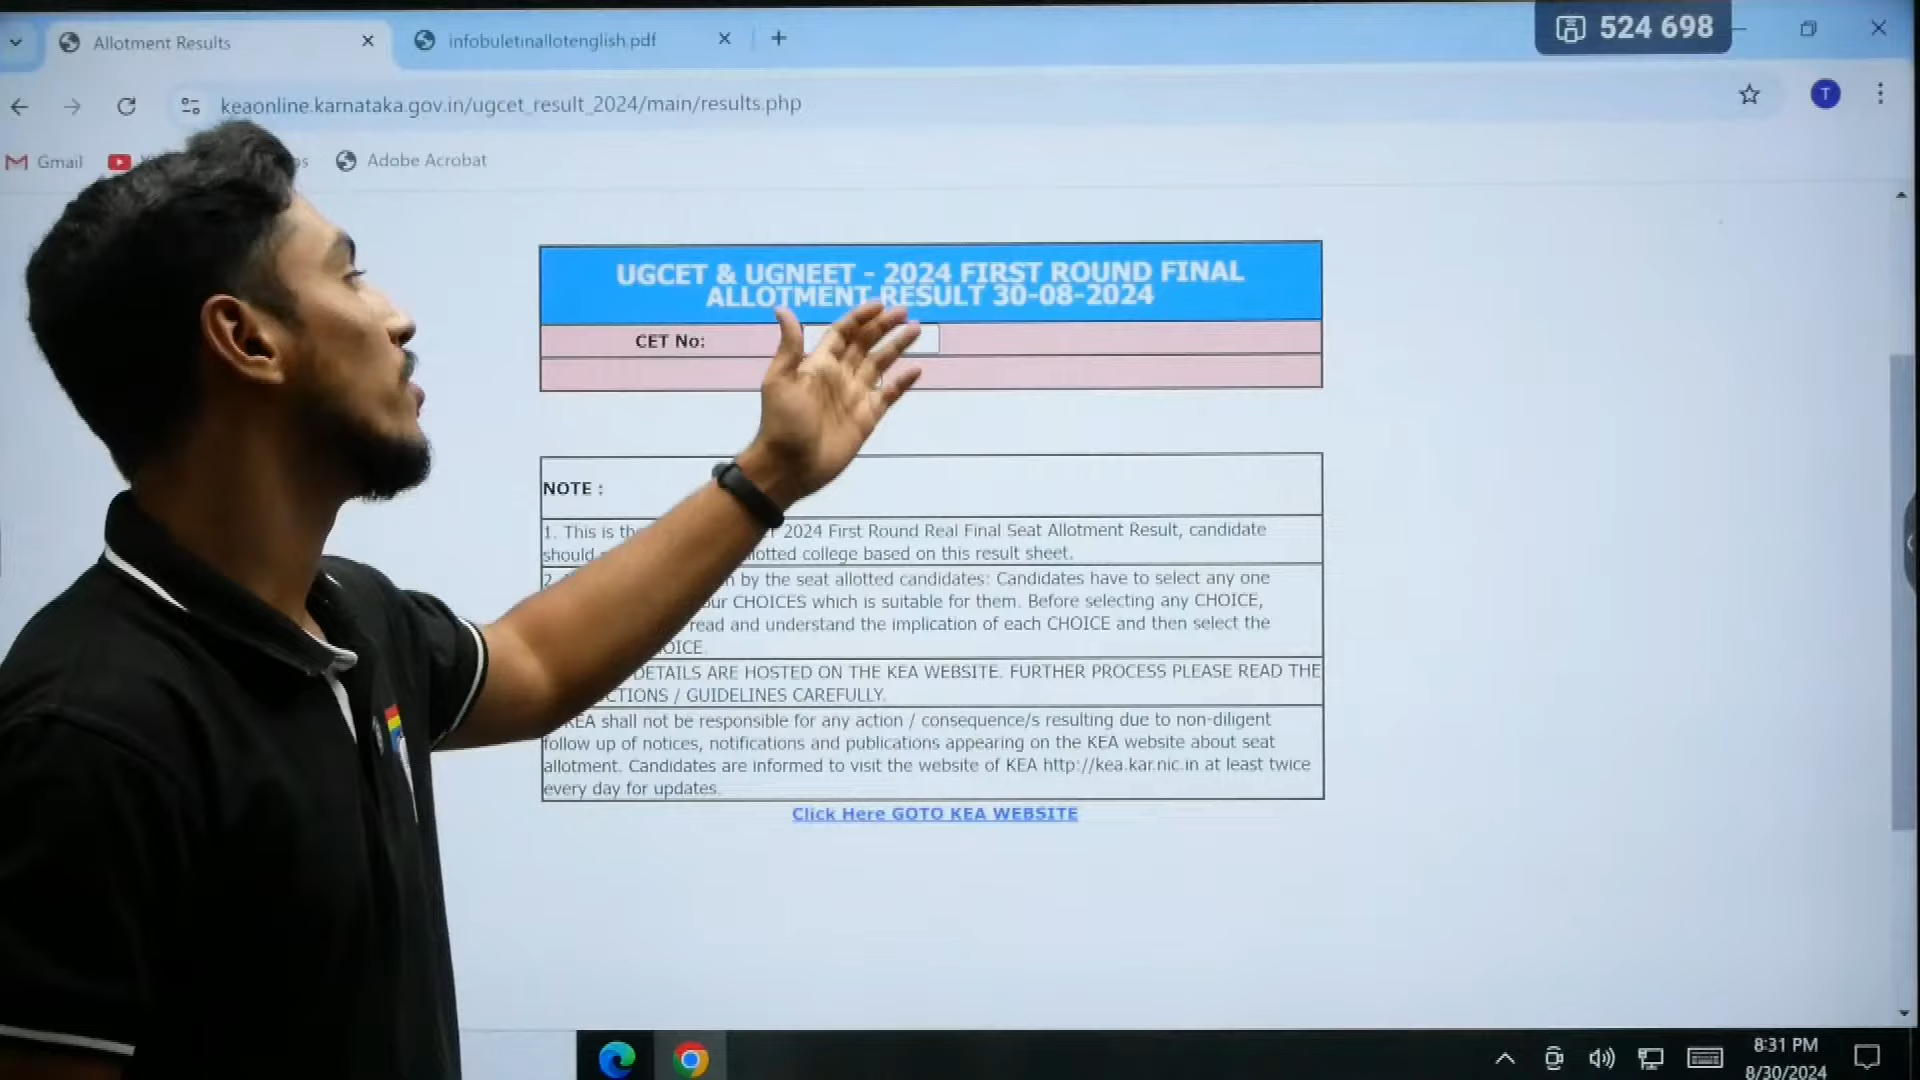 Allotment Results
infobuletinallotenglish.pdf
524 698
keaonline.karnataka.gov.in/ugcet_result_2024/main/results.php
T
Gmail
Adobe Acrobat
UGCET & UGNEET - 2024 FIRST ROUND FINAL
ALLOTMENT RESULT 30-08-2024
CET No:
NOTE :
1. This is the 2024 First Round Real Final Seat Allotment Result, candidate
should college based on this result sheet.
2. by the seat allotted candidates: Candidates have to select any one
CHOICES which is suitable for them. Before selecting any CHOICE,
read and understand the implication of each CHOICE and then select the
DETAILS ARE HOSTED ON THE KEA WEBSITE. FURTHER PROCESS PLEASE READ THE
/ GUIDELINES CAREFULLY.
KEA shall not be responsible for any action / consequence/s resulting due to non-diligent
follow up of notices, notifications and publications appearing on the KEA website about seat
allotment. Candidates are informed to visit the website of KEA http://kea.kar.nic.in at least twice
every day for updates.
Click Here GOTO KEA WEBSITE
8:31 PM
8/30/2024